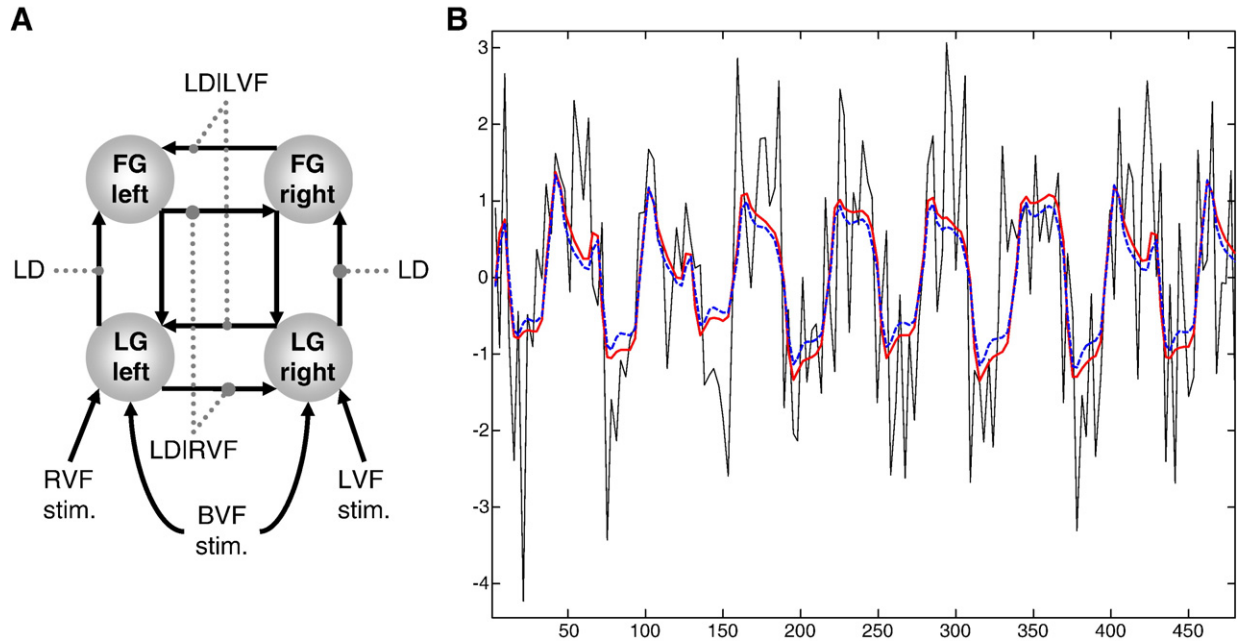 A
B
LD|LVF
FG
left
FG
right
LD
LD
LG
left
LG
right
LD|RVF
RVF
stim.
BVF
stim.
LVF
stim.
3
2
1
0
-1
-2
-3
-4
50
100
150
200
250
300
350
400
450